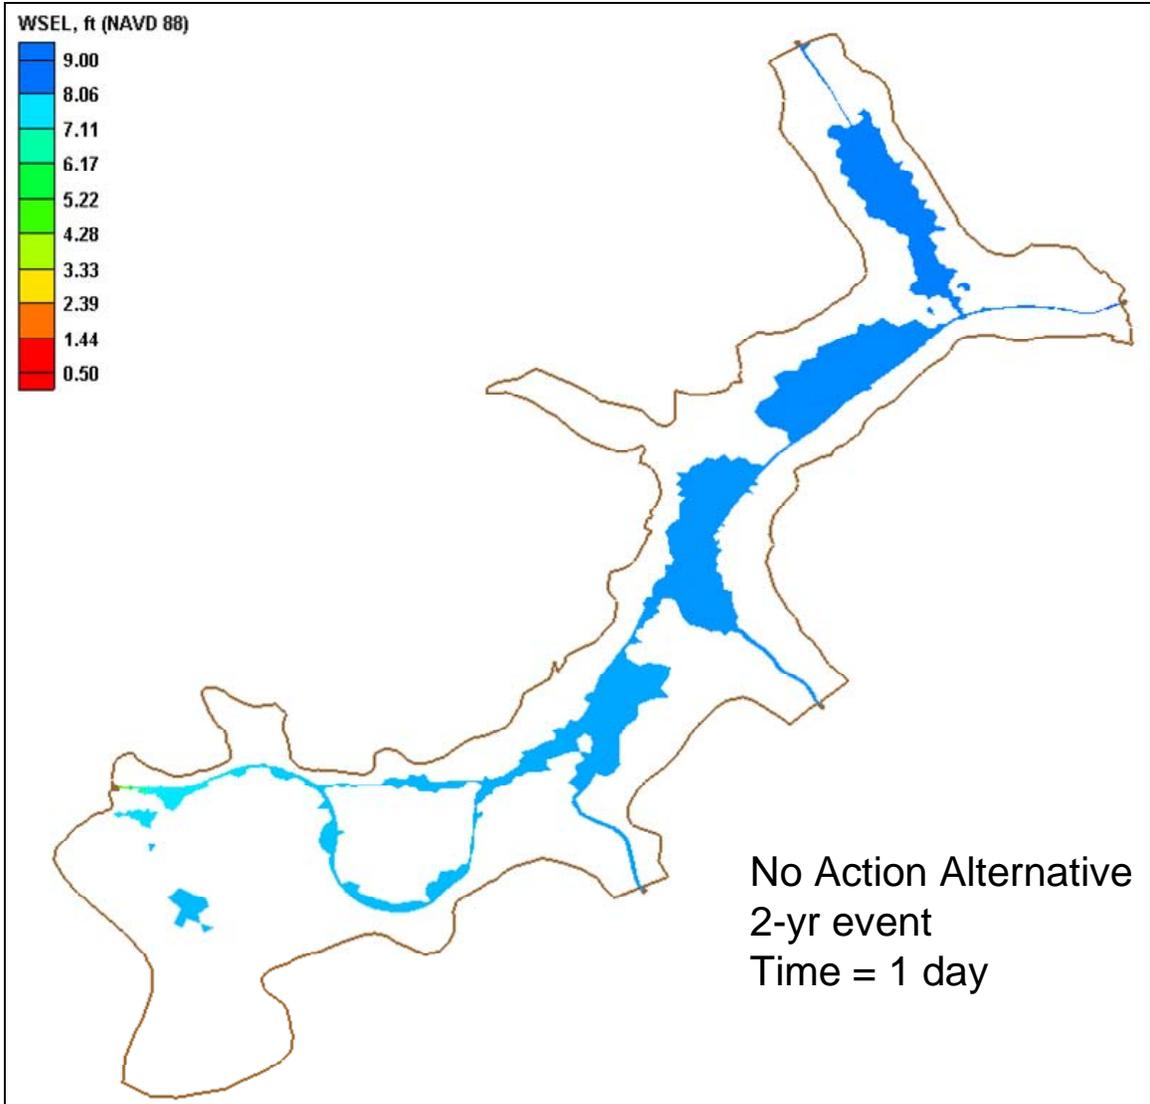 WSEL, ft (NAVD 88)
9.00
8.06
7.11
6.17
5.22
4.28
3.33
2.39
1.44
0.50
No Action Alternative
2-yr event
Time = 1 day